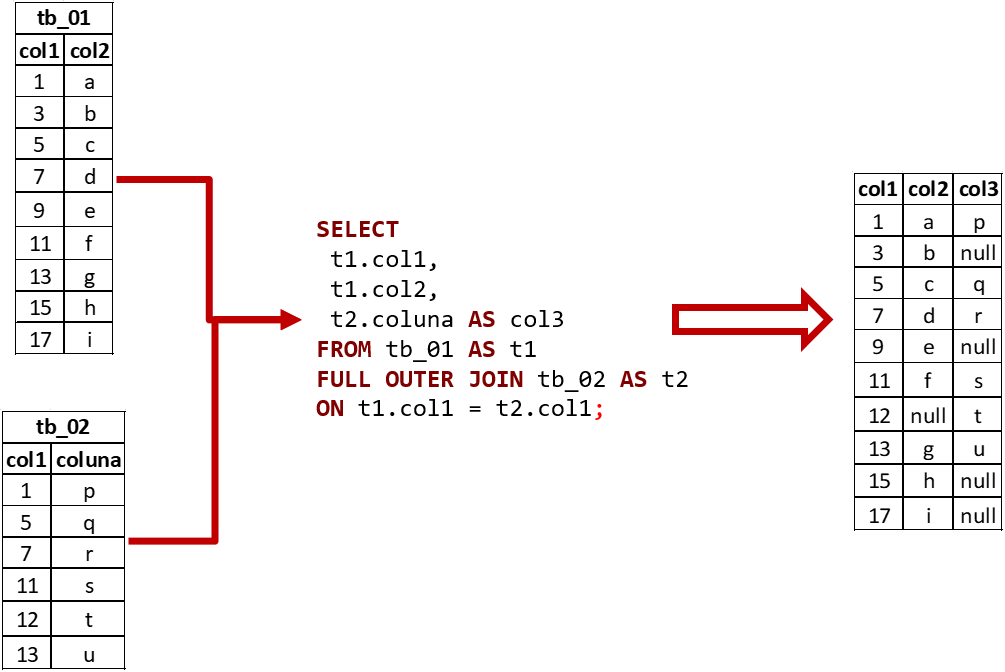 tb_01
col1 col2
1 a
3 b
5 c
7 d
9 e
11 f
13 g
15 h
17 i
tb_02
col1 coluna
1 p
5 q
7 r
11 s
12 t
13 u
SELECT
t1.col1,
t1.col2,
t2.coluna AS col3
FROM tb_01 AS t1
FULL OUTER JOIN tb_02 AS t2
ON t1.col1 = t2.col1;
col1 col2 col3
1 a p
3 b null
5 c q
7 d r
9 e null
11 f s
12 null t
13 g u
15 h null
17 i null